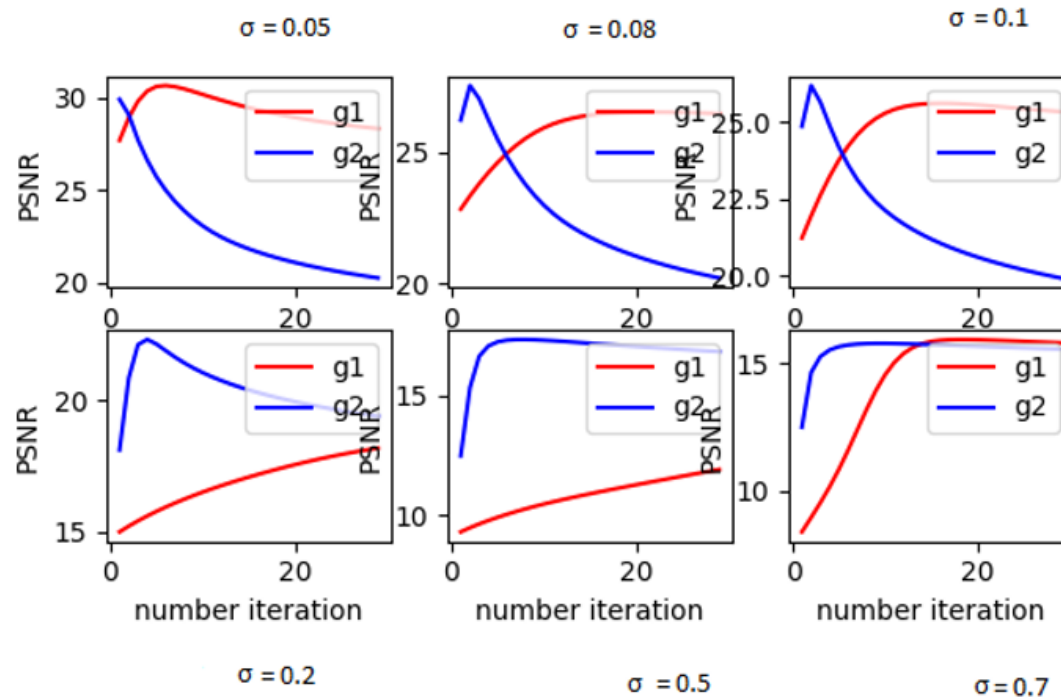 σ = 0.05
σ = 0.08
σ = 0.1
PSNR
30
25
20
g1
g2
0
20
PSNR
25
20
g1
g2
0
20
PSNR
25.0
22.5
20.0
g1
g2
0
20
PSNR
20
15
g1
g2
0
20
number iteration
PSNR
15
10
g1
g2
0
20
number iteration
PSNR
15
10
g1
g2
0
20
number iteration
σ = 0.2
σ = 0.5
σ = 0.7